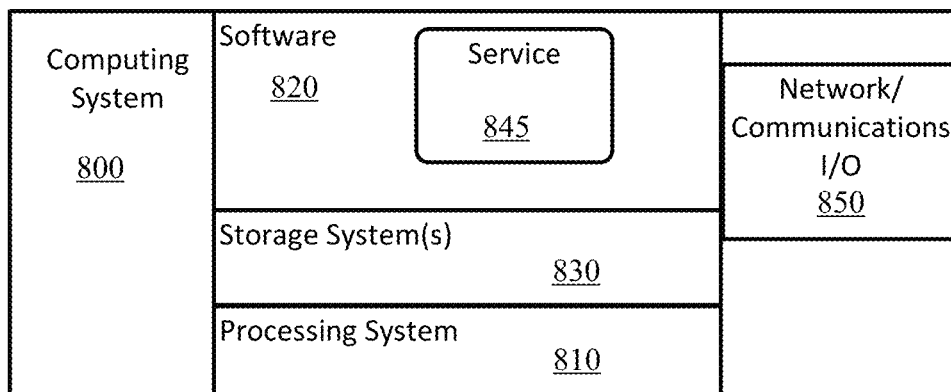 Computing
System
800
Software
820
Service
845
Network/
Communications
I/O
850
Storage System(s)
830
Processing System
810